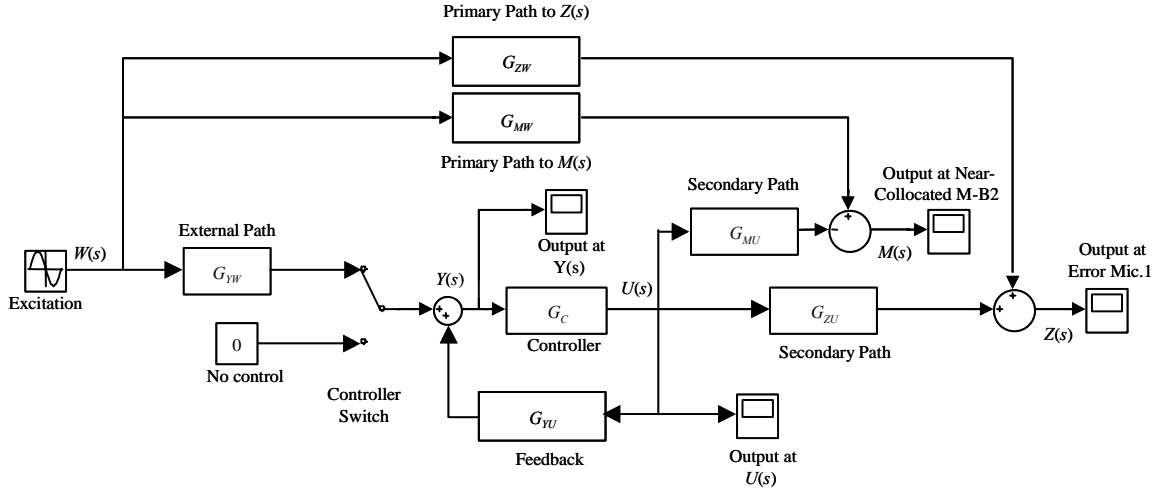 Primary Path to Z(s)
G_ZW
G_MW
Primary Path to M(s)
Output at Near-
Collocated M-B2
Secondary Path
G_MU
+
-
M(s)
External Path
W(s)
G_YW
Excitation
Output at
Y(s)
Output at
Error Mic.1
Y(s)
U(s)
+
+
G_C
Controller
G_ZU
Secondary Path
+
+
Z(s)
0
No control
Controller
Switch
G_YU
Feedback
Output at
U(s)